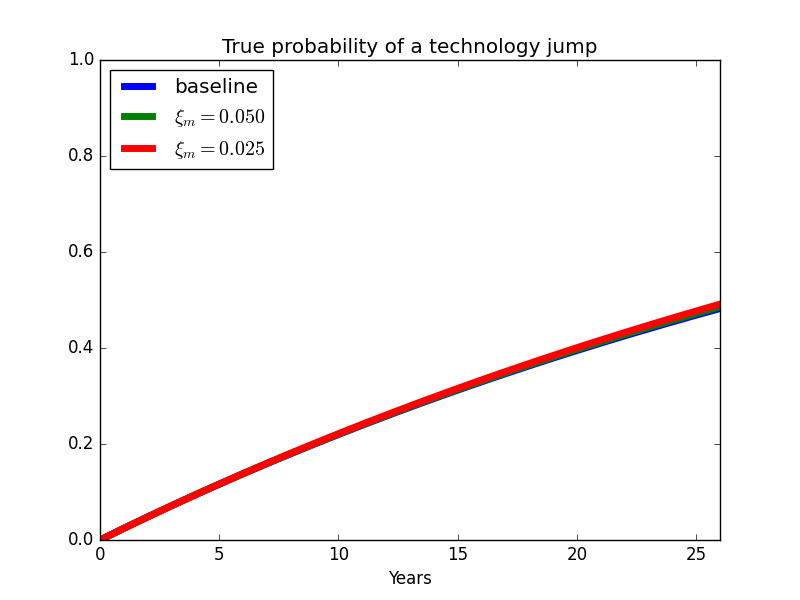 True probability of a technology jump
1.0
0.8
0.6
0.4
0.2
0.0
baseline
ξₘ = 0.050
ξₘ = 0.025
0 5 10 15 20 25
Years